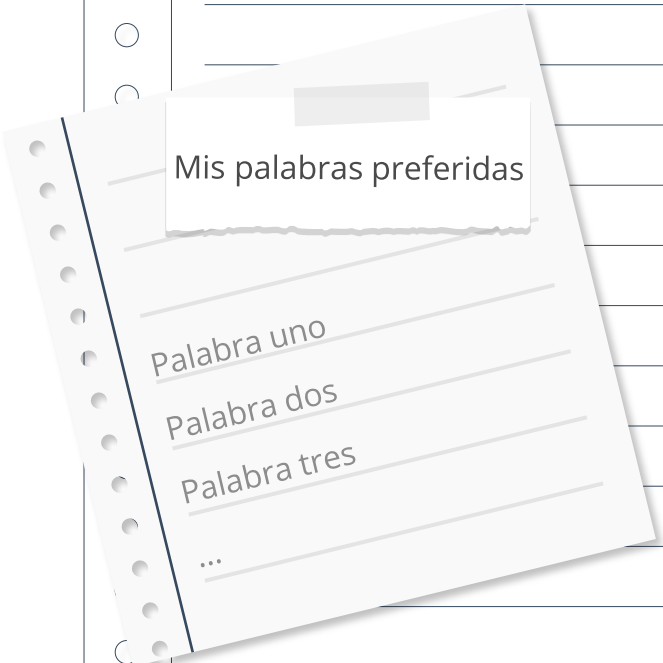 Mis palabras preferidas
Palabra uno
Palabra dos
Palabra tres
...